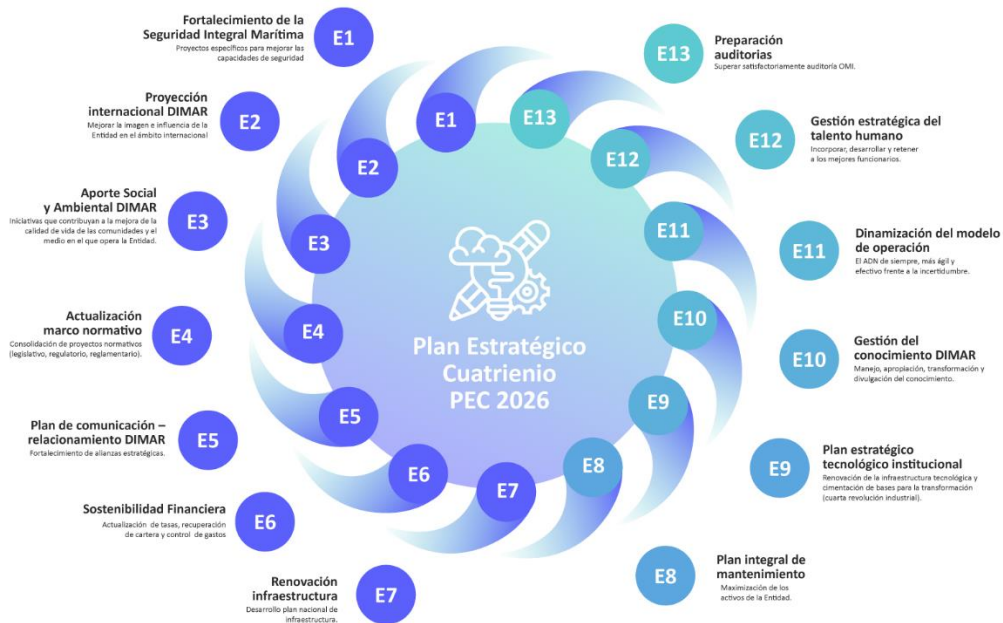 Fortalecimiento de la
Seguridad Integral Marítima
Proyectos específicos para mejorar las
capacidades de seguridad
E1
Proyección
internacional DIMAR
Mejorar la imagen e influencia de la
Entidad en el ámbito internacional
E2
Aporte Social
y Ambiental DIMAR
Iniciativas que contribuyan a la mejora de la
calidad de vida de las comunidades y el
medio en el que opera la Entidad.
E3
Actualización
marco normativo
Consolidación de proyectos normativos
(legislativo, regulatorio, reglamentario).
E4
Plan de comunicación –
relacionamiento DIMAR
Fortalecimiento de alianzas estratégicas.
E5
Sostenibilidad Financiera
Actualización de tasas, recuperación
de cartera y control de gastos
E6
Renovación
infraestructura
Desarrollo plan nacional de
infraestructura.
E7
E1
E2
E3
E4
E5
E6
E7
E8
E9
E10
E11
E12
E13
Plan Estratégico
Cuatrienio
PEC 2026
E13
Preparación
auditorias
Superar satisfactoriamente auditoría OMI.
E12
Gestión estratégica del
talento humano
Incorporar, desarrollar y retener
a los mejores funcionarios.
E11
Dinamización del modelo
de operación
El ADN de siempre, más ágil y
efectivo frente a la incertidumbre.
E10
Gestión del
conocimiento DIMAR
Manejo, apropiación, transformación y
divulgación del conocimiento.
E9
Plan estratégico
tecnológico institucional
Renovación de la infraestructura tecnológica y
cimentación de bases para la transformación
(cuarta revolución industrial).
E8
Plan integral de
mantenimiento
Maximización de los
activos de la Entidad.